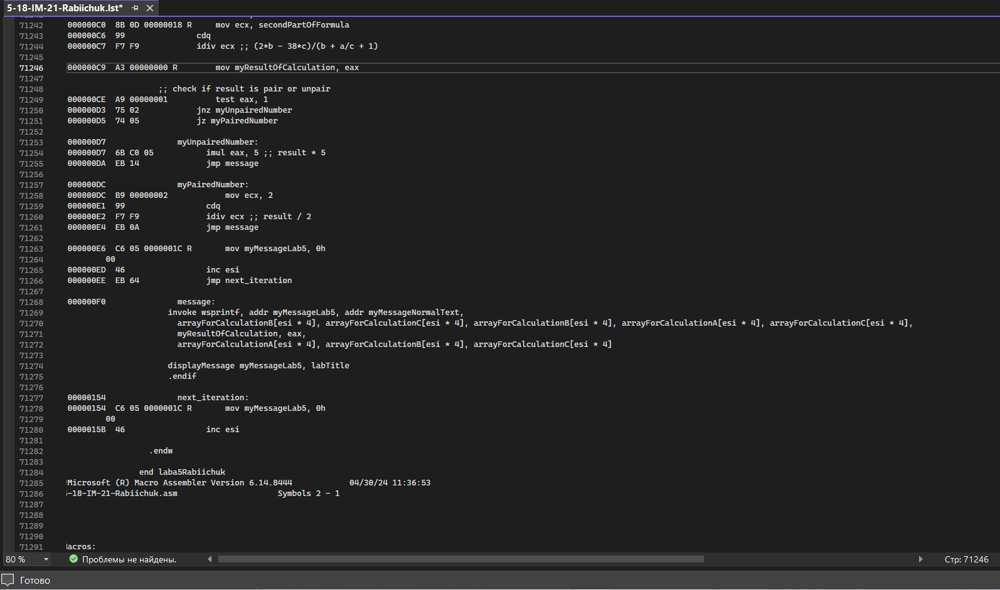 5-18-IM-21-Rabiichuk.lst*
71242 000000C0 8B 0D 00000018 R mov ecx, secondPartOfFormula
71243 000000C6 99 cdq
71244 000000C7 F7 F9 idiv ecx ;; (2*b - 38*c)/(b + a/c + 1)
71245
71246 000000C9 A3 00000000 R mov myResultOfCalculation, eax
71247
71248 ;; check if result is pair or unpair
71249 000000CE A9 00000001 test eax, 1
71250 000000D3 75 02 jnz myUnpairedNumber
71251 000000D5 74 05 jz myPairedNumber
71252
71253 000000D7 myUnpairedNumber:
71254 000000D7 6B C0 05 imul eax, 5 ;; result * 5
71255 000000DA EB 14 jmp message
71256
71257 000000DC myPairedNumber:
71258 000000DC B9 00000002 mov ecx, 2
71259 000000E1 99 cdq
71260 000000E2 F7 F9 idiv ecx ;; result / 2
71261 000000E4 EB 0A jmp message
71262
71263 000000E6 C6 05 0000001C R mov myMessageLab5, 0h
71264 00
71265 000000ED 46 inc esi
71266 000000EE EB 64 jmp next_iteration
71267
71268 000000F0 message:
71269 invoke wsprintf, addr myMessageLab5, addr myMessageNormalText,
71270 arrayForCalculationB[esi * 4], arrayForCalculationC[esi * 4], arrayForCalculationB[esi * 4], arrayForCalculationA[esi * 4], arrayForCalculationC[esi * 4],
71271 myResultOfCalculation, eax,
71272 arrayForCalculationA[esi * 4], arrayForCalculationB[esi * 4], arrayForCalculationC[esi * 4]
71273
71274 displayMessage myMessageLab5, labTitle
71275 .endif
71276
71277 00000154 next_iteration:
71278 00000154 C6 05 0000001C R mov myMessageLab5, 0h
71279 00
71280 0000015B 46 inc esi
71281
71282 .endw
71283
71284 end laba5Rabiichuk
71285 Microsoft (R) Macro Assembler Version 6.14.8444 04/30/24 11:36:53
71286 -18-IM-21-Rabiichuk.asm Symbols 2 - 1
71287
71288
71289
71290
71291 acros:
80 % Проблемы не найдены. Стр: 71246
Готово